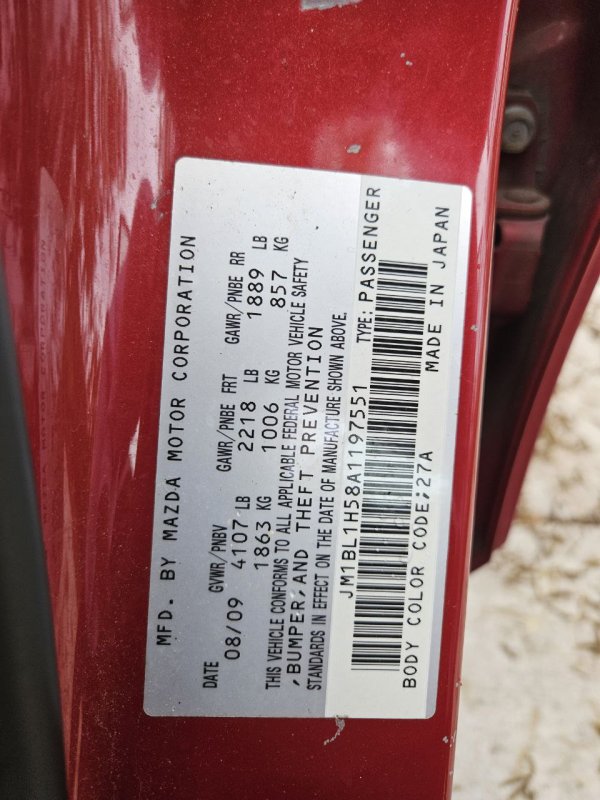 MFD. BY MAZDA MOTOR CORPORATION
DATE GVWR/PNBV GAWR/PNBE FRT GAWR/PNBE RR
08/09 4107 LB 2218 LB 1889 LB
1863 KG 1006 KG 857 KG
THIS VEHICLE CONFORMS TO ALL APPLICABLE FEDERAL MOTOR VEHICLE SAFETY
,BUMPER,AND THEFT PREVENTION
STANDARDS IN EFFECT ON THE DATE OF MANUFACTURE SHOWN ABOVE.
JM1BL1H58A1197551 TYPE: PASSENGER
BODY COLOR CODE;27A MADE IN JAPAN